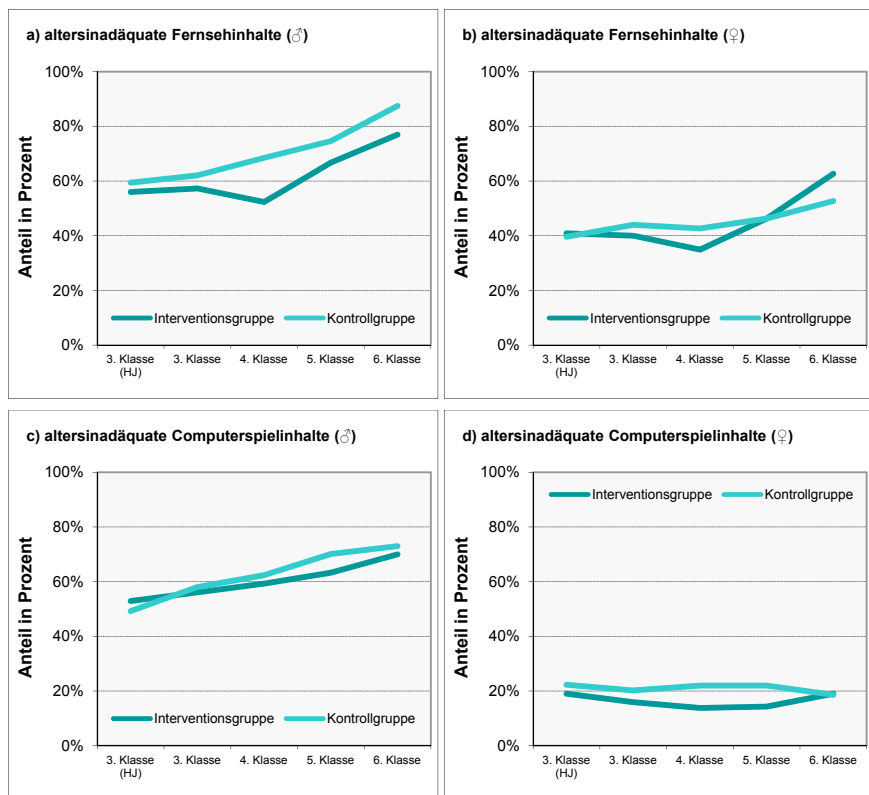 a) altersinadäquate Fernsehinhalte (♂)
100%
80%
60%
40%
20%
0%
Anteil in Prozent
Interventionsgruppe Kontrollgruppe
3. Klasse (HJ)
3. Klasse
4. Klasse
5. Klasse
6. Klasse
b) altersinadäquate Fernsehinhalte (♀)
100%
80%
60%
40%
20%
0%
Anteil in Prozent
Interventionsgruppe Kontrollgruppe
3. Klasse (HJ)
3. Klasse
4. Klasse
5. Klasse
6. Klasse
c) altersinadäquate Computerspielinhalte (♂)
100%
80%
60%
40%
20%
0%
Anteil in Prozent
Interventionsgruppe Kontrollgruppe
3. Klasse (HJ)
3. Klasse
4. Klasse
5. Klasse
6. Klasse
d) altersinadäquate Computerspielinhalte (♀)
100%
80%
60%
40%
20%
0%
Anteil in Prozent
Interventionsgruppe Kontrollgruppe
3. Klasse (HJ)
3. Klasse
4. Klasse
5. Klasse
6. Klasse